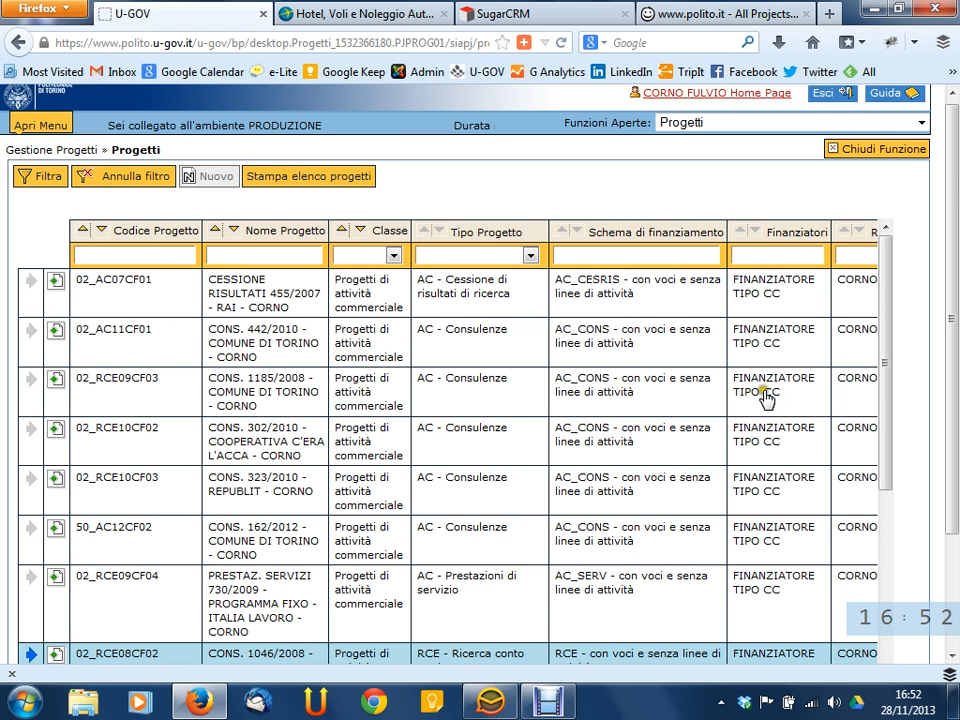 Firefox
U-GOV
Hotel, Voli e Noleggio Aut...
SugarCRM
www.polito.it - All Projects...
https://www.polito.u-gov.it/u-gov/bp/desktop.Progetti_1532366180.PJPROG01/siapj/pr
Google
Most Visited
Inbox
Google Calendar
e-Lite
Google Keep
Admin
U-GOV
G Analytics
LinkedIn
TripIt
Facebook
Twitter
All
DI TORINO
CORNO FULVIO Home Page
Esci
Guida
Apri Menu
Sei collegato all'ambiente PRODUZIONE
Durata :
Funzioni Aperte:
Progetti
Gestione Progetti » Progetti
Chiudi Funzione
Filtra
Annulla filtro
Nuovo
Stampa elenco progetti
Codice Progetto
Nome Progetto
Classe
Tipo Progetto
Schema di finanziamento
Finanziatori
R
02_AC07CF01
CESSIONE
RISULTATI 455/2007
- RAI - CORNO
Progetti di
attività
commerciale
AC - Cessione di
risultati di ricerca
AC_CESRIS - con voci e senza
linee di attività
FINANZIATORE
TIPO CC
CORNO
02_AC11CF01
CONS. 442/2010 -
COMUNE DI TORINO
- CORNO
Progetti di
attività
commerciale
AC - Consulenze
AC_CONS - con voci e senza
linee di attività
FINANZIATORE
TIPO CC
CORNO
02_RCE09CF03
CONS. 1185/2008 -
COMUNE DI TORINO
- CORNO
Progetti di
attività
commerciale
AC - Consulenze
AC_CONS - con voci e senza
linee di attività
FINANZIATORE
TIPO CC
CORNO
02_RCE10CF02
CONS. 302/2010 -
COOPERATIVA C'ERA
L'ACCA - CORNO
Progetti di
attività
commerciale
AC - Consulenze
AC_CONS - con voci e senza
linee di attività
FINANZIATORE
TIPO CC
CORNO
02_RCE10CF03
CONS. 323/2010 -
REPUBLIT - CORNO
Progetti di
attività
commerciale
AC - Consulenze
AC_CONS - con voci e senza
linee di attività
FINANZIATORE
TIPO CC
CORNO
50_AC12CF02
CONS. 162/2012 -
COMUNE DI TORINO
- CORNO
Progetti di
attività
commerciale
AC - Consulenze
AC_CONS - con voci e senza
linee di attività
FINANZIATORE
TIPO CC
CORNO
02_RCE09CF04
PRESTAZ. SERVIZI
730/2009 -
PROGRAMMA FIXO -
ITALIA LAVORO -
CORNO
Progetti di
attività
commerciale
AC - Prestazioni di
servizio
AC_SERV - con voci e senza
linee di attività
FINANZIATORE
TIPO CC
CORNO
02_RCE08CF02
CONS. 1046/2008 -
Progetti di
RCE - Ricerca conto
RCE - con voci e senza linee di
FINANZIATORE
CORNO
16:52
16:52
28/11/2013